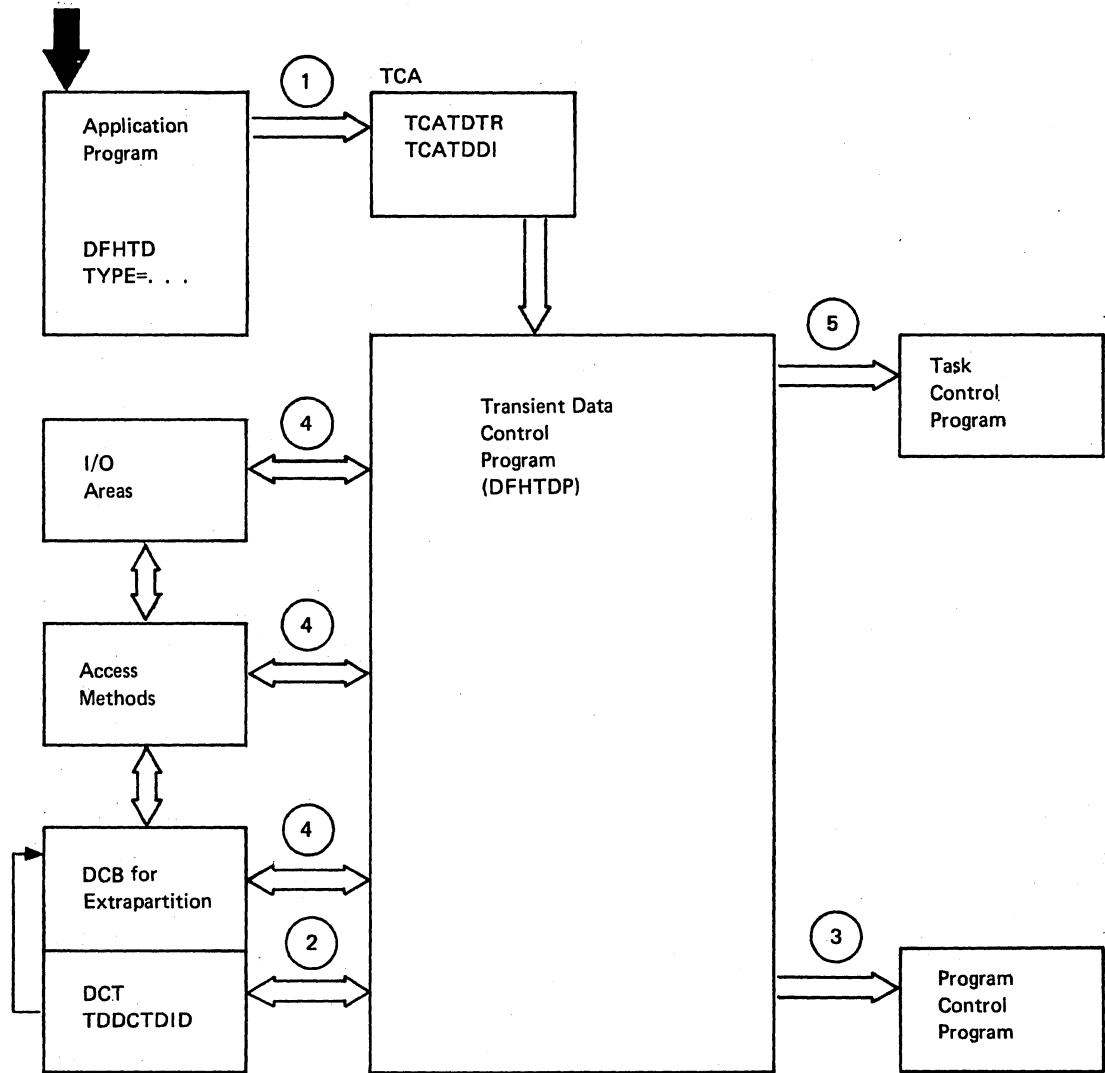 1
TCA
Application
Program
DFHTD
TYPE=. . .
TCATDTR
TCATDDI
5
Task
Control
Program
Transient Data
Control
Program
(DFHTDP)
4
I/O
Areas
4
Access
Methods
4
DCB for
Extrapartition
2
DCT
TDDCTDID
3
Program
Control
Program